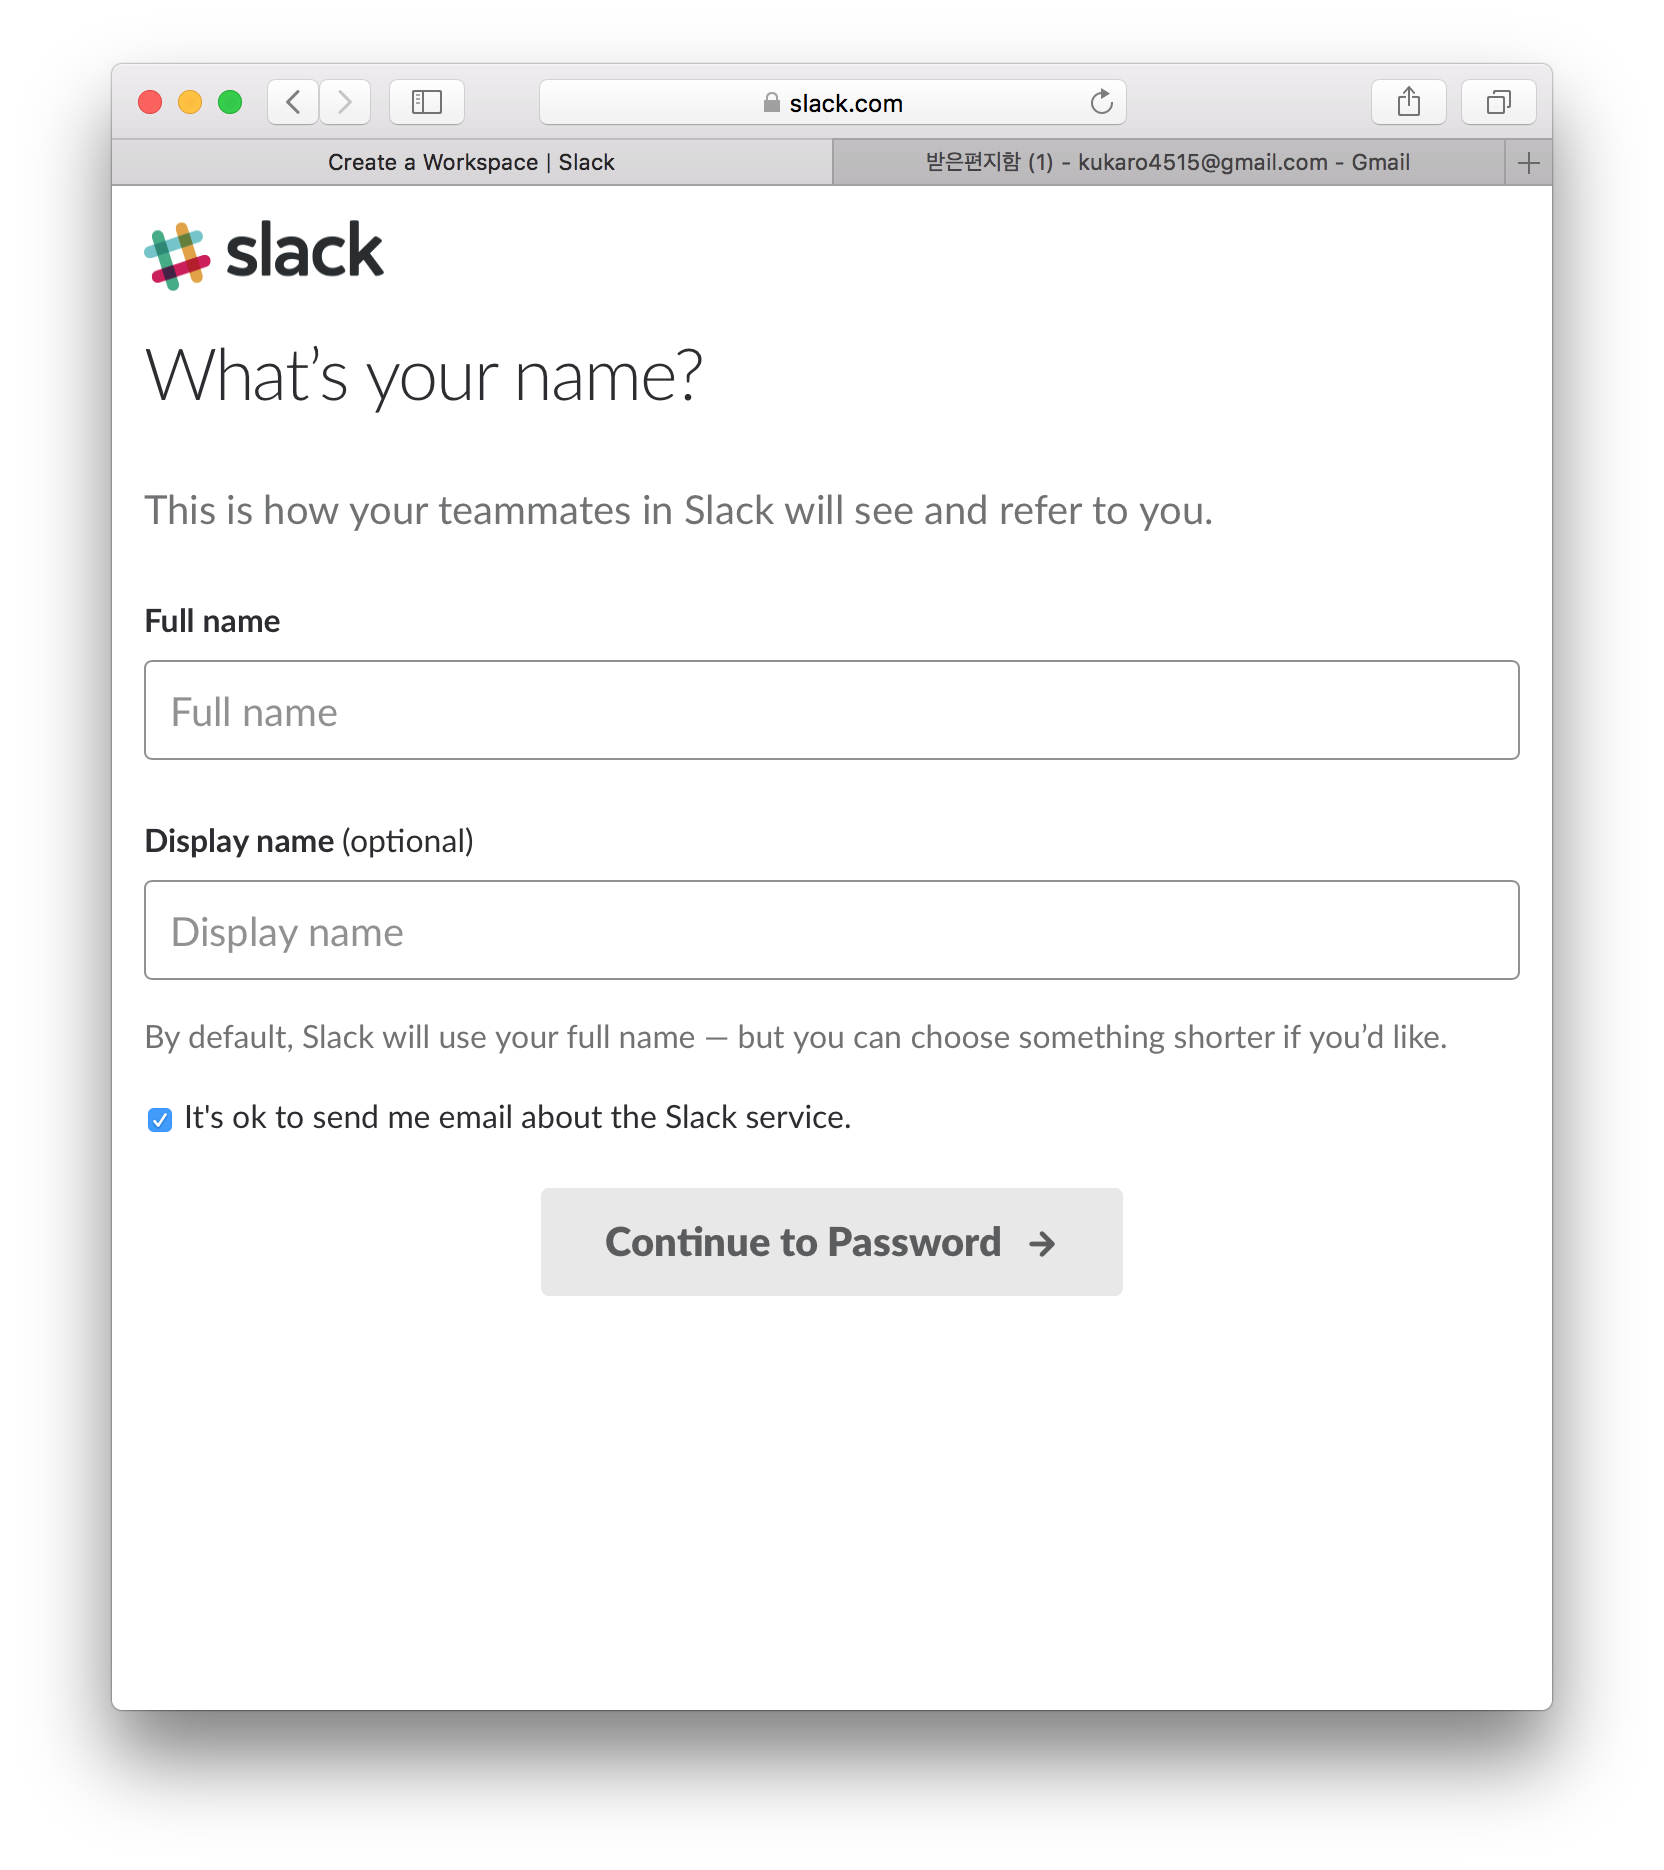 slack.com
Create a Workspace | Slack
받은편지함 (1) - kukaro4515@gmail.com - Gmail
slack
What’s your name?
This is how your teammates in Slack will see and refer to you.
Full name
Full name
Display name (optional)
Display name
By default, Slack will use your full name — but you can choose something shorter if you’d like.
It's ok to send me email about the Slack service.
Continue to Password →